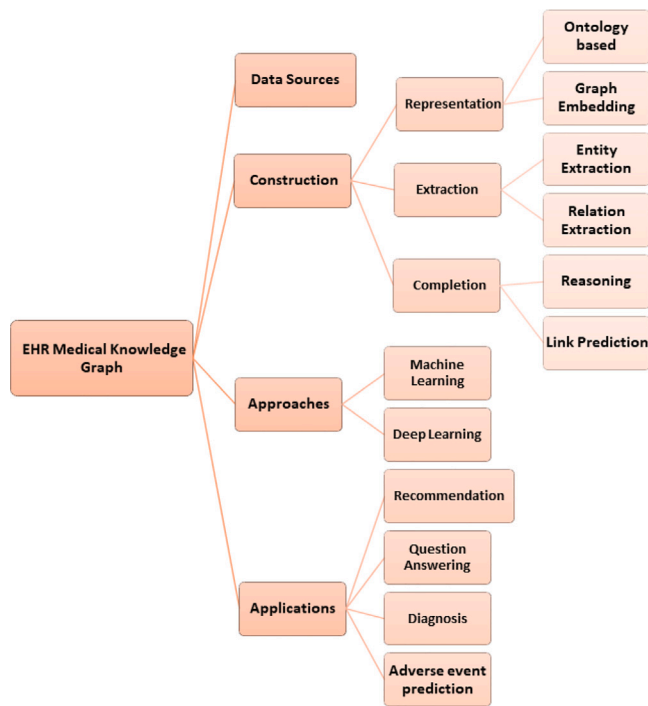 EHR Medical Knowledge
Graph
Data Sources
Construction
Representation
Ontology
based
Graph
Embedding
Extraction
Entity
Extraction
Relation
Extraction
Completion
Reasoning
Link Prediction
Approaches
Machine
Learning
Deep Learning
Applications
Recommendation
Question
Answering
Diagnosis
Adverse event
prediction